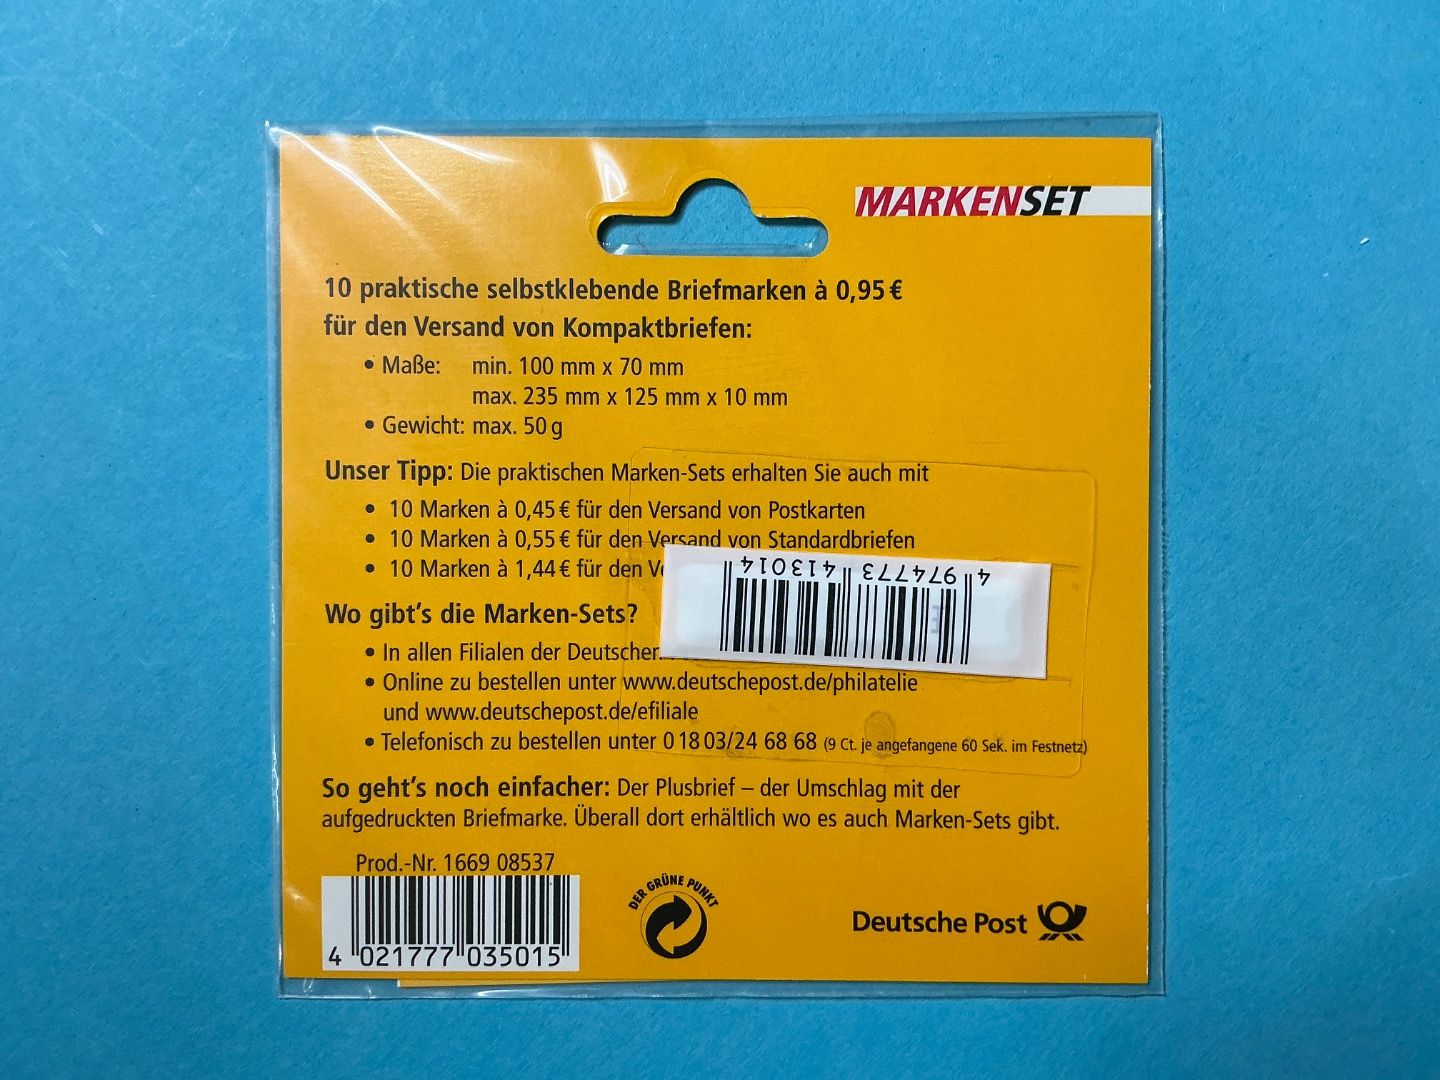 MARKENSET
10 praktische selbstklebende Briefmarken à 0,95 €
für den Versand von Kompaktbriefen:
• Maße: min. 100 mm x 70 mm
max. 235 mm x 125 mm x 10 mm
• Gewicht: max. 50 g
Unser Tipp: Die praktischen Marken-Sets erhalten Sie auch mit
• 10 Marken à 0,45 € für den Versand von Postkarten
• 10 Marken à 0,55 € für den Versand von Standardbriefen
• 10 Marken à 1,44 € für den
4 974773 413014
Wo gibt's die Marken-Sets?
• In allen Filialen der Deutschen
• Online zu bestellen unter www.deutschepost.de/philatelie
und www.deutschepost.de/efiliale
• Telefonisch zu bestellen unter 0 18 03/24 68 68 (9 Ct. je angefangene 60 Sek. im Festnetz)
So geht's noch einfacher: Der Plusbrief – der Umschlag mit der
aufgedruckten Briefmarke. Überall dort erhältlich wo es auch Marken-Sets gibt.
Prod.-Nr. 1669 08537
4 021777 035015
DER GRÜNE PUNKT
Deutsche Post